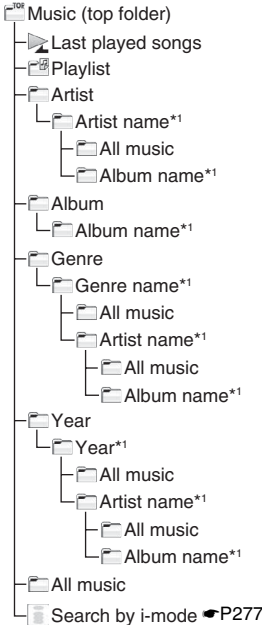 TOP
Music (top folder)
Last played songs
Playlist
Artist
Artist name*1
All music
Album name*1
Album
Album name*1
Genre
Genre name*1
All music
Artist name*1
All music
Album name*1
Year
Year*1
All music
Artist name*1
All music
Album name*1
All music
Search by i-mode ☛P277